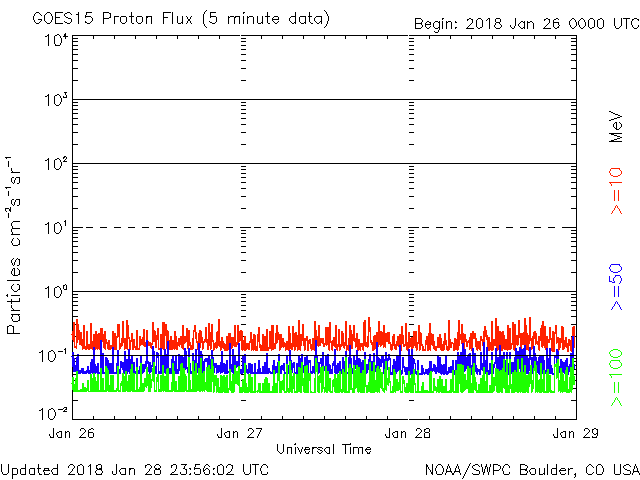 GOES15 Proton Flux (5 minute data)
Begin: 2018 Jan 26 0000 UTC
10⁴
10³
10²
10¹
10⁰
10⁻¹
10⁻²
Particles cm⁻²s⁻¹sr⁻¹
Jan 26
Jan 27
Jan 28
Jan 29
Universal Time
MeV
>=10
>=50
>=100
Updated 2018 Jan 28 23:56:02 UTC
NOAA/SWPC Boulder, CO USA